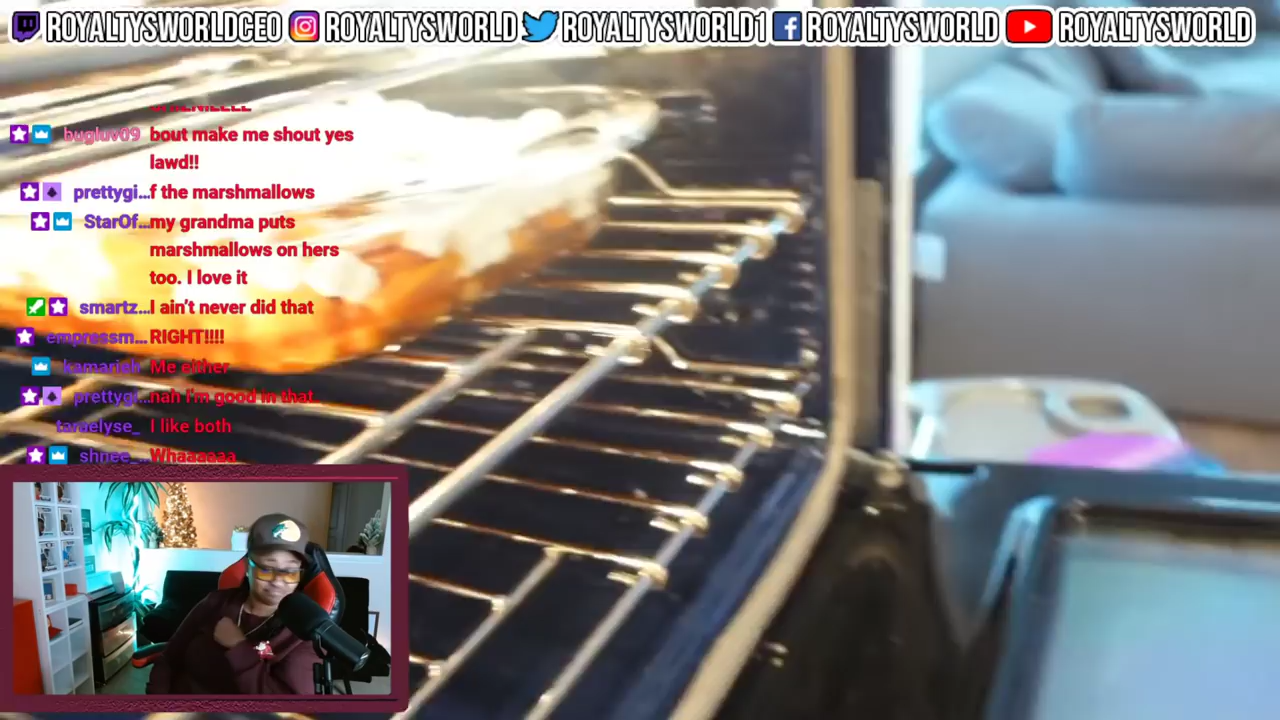 ROYALTYSWORLDCEO ROYALTYSWORLD ROYALTYSWORLD1 ROYALTYSWORLD ROYALTYSWORLD
bugluv09 bout make me shout yes
lawd!!
prettygi... f the marshmallows
StarOf... my grandma puts
marshmallows on hers
too. I love it
smartz... I ain't never did that
empressm... RIGHT!!!!
kamarieh Me either
prettygi... nah I'm good in that
taraelyse_ I like both
shnee_... Whaaaaaa